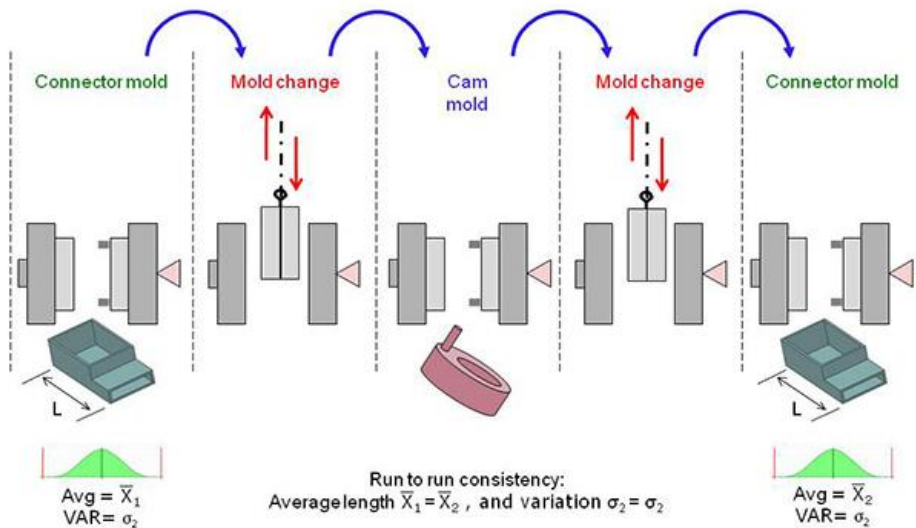 Connector mold
Mold change
Cam
mold
Mold change
Connector mold
L
L
Avg = X̅₁
VAR= σ₂
Run to run consistency:
Average length X̅₁ = X̅₂ , and variation σ₂ = σ₂
Avg = X̅₂
VAR= σ₂